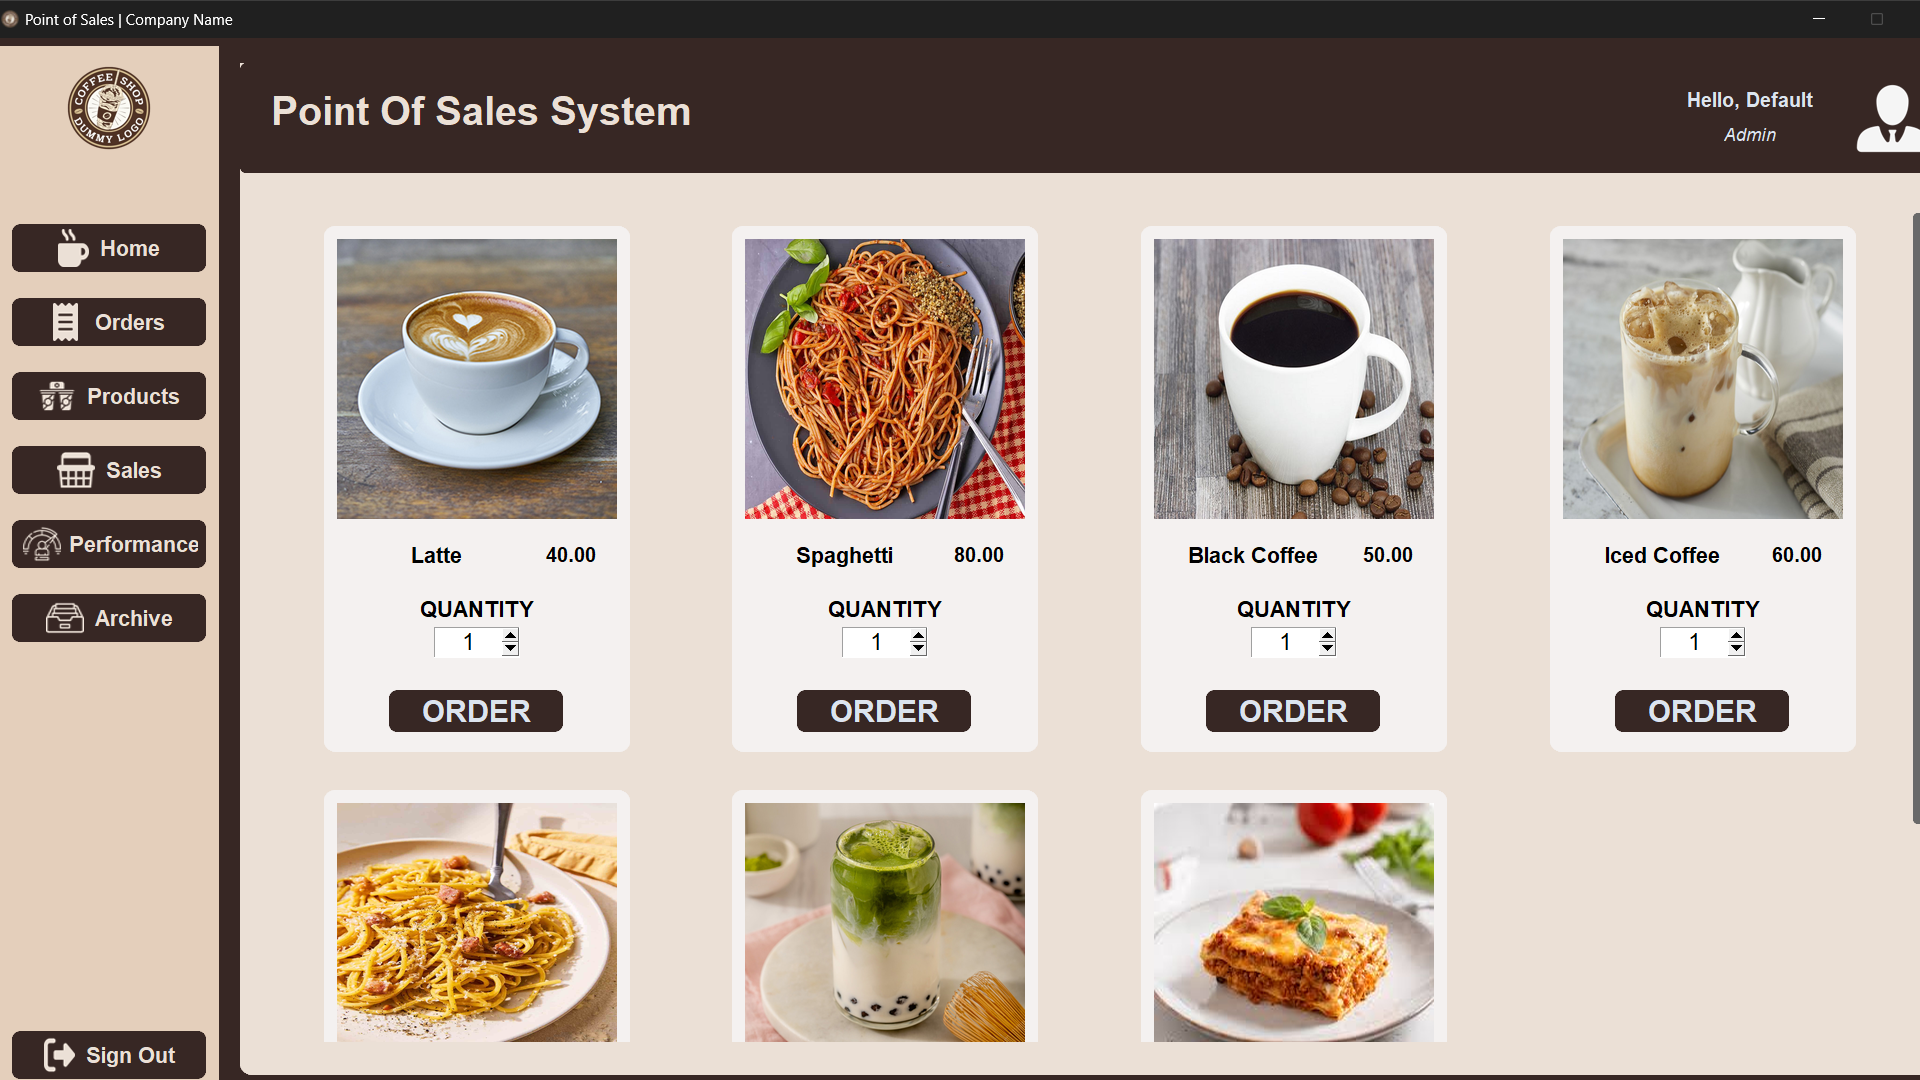 Point of Sales | Company Name
COFFEE SHOP
DUMMY LOGO
Point Of Sales System
Hello, Default
Admin
Home
Orders
Products
Sales
Performance
Archive
Sign Out
Latte 40.00
QUANTITY
1
ORDER
Spaghetti 80.00
QUANTITY
1
ORDER
Black Coffee 50.00
QUANTITY
1
ORDER
Iced Coffee 60.00
QUANTITY
1
ORDER